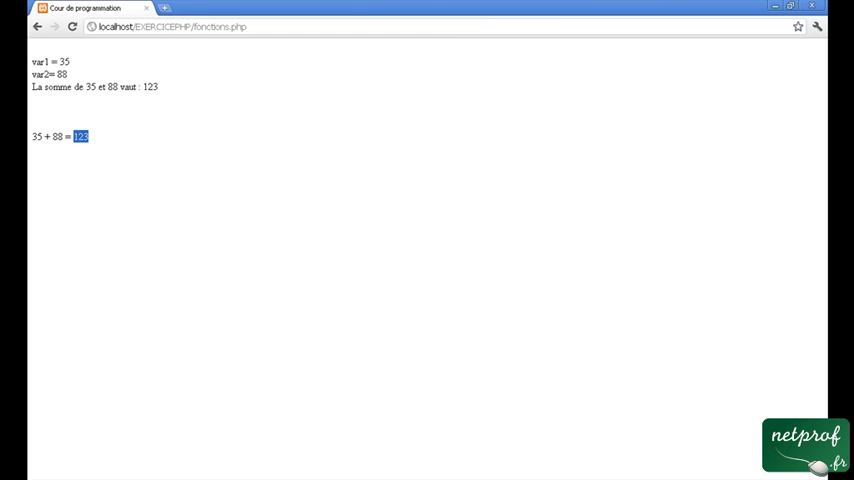 Cour de programmation
localhost/EXERCICEPHP/fonctions.php
var1 = 35
var2= 88
La somme de 35 et 88 vaut : 123
35 + 88 = 123
netprof
.fr